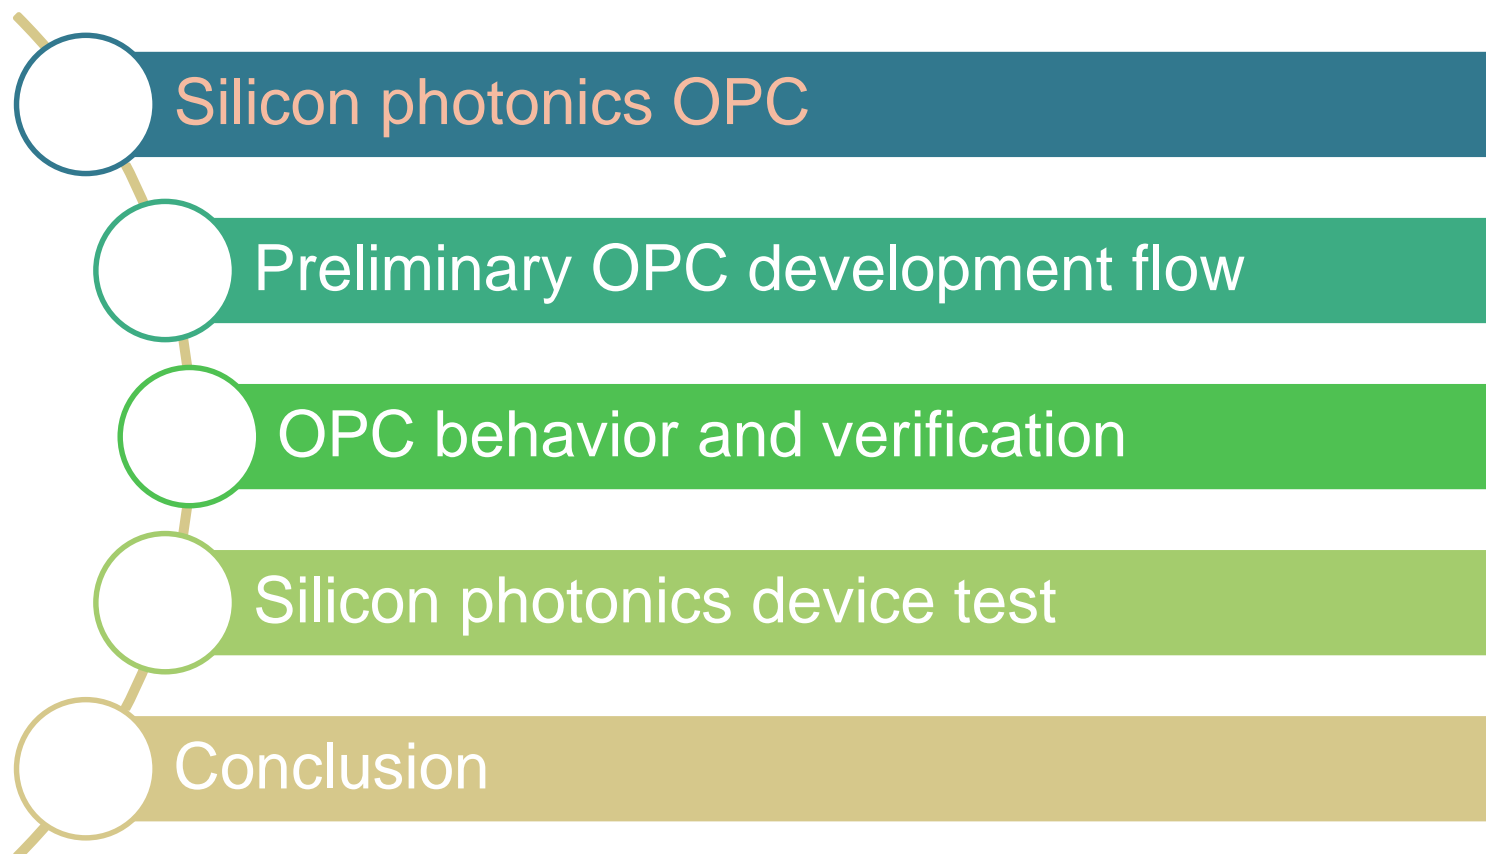 Silicon photonics OPC
Preliminary OPC development flow
OPC behavior and verification
Silicon photonics device test
Conclusion